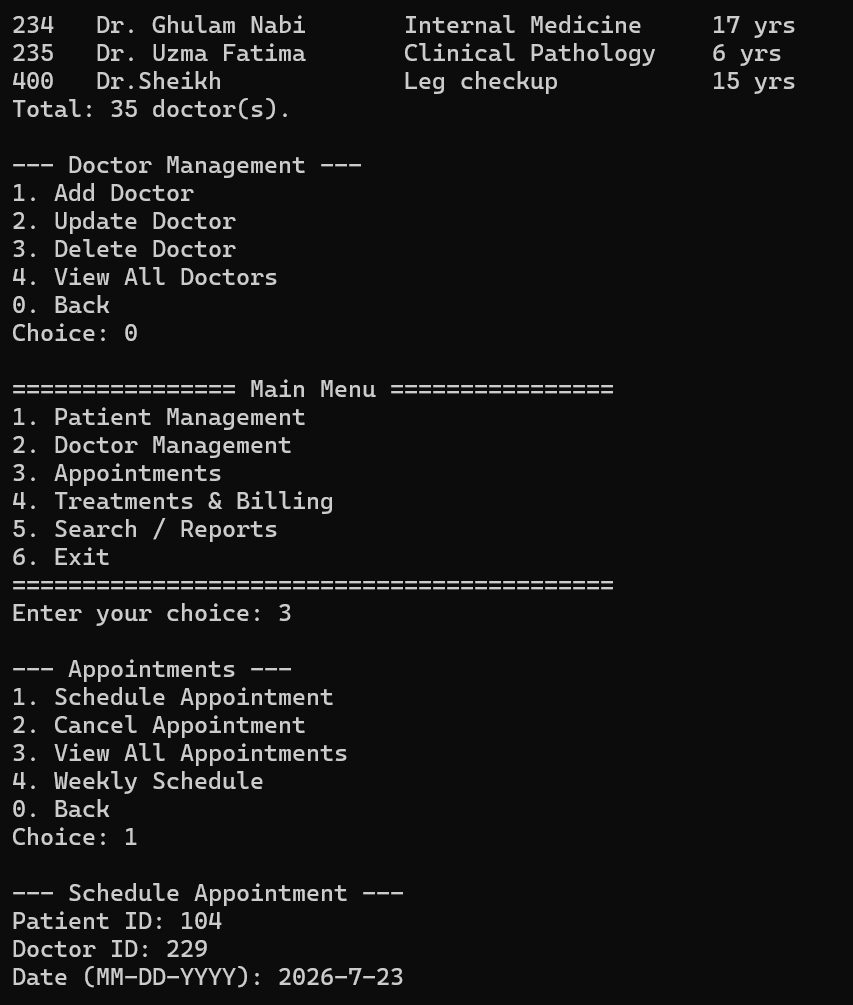 234   Dr. Ghulam Nabi       Internal Medicine     17 yrs
235   Dr. Uzma Fatima       Clinical Pathology    6 yrs
400   Dr.Sheikh             Leg checkup           15 yrs
Total: 35 doctor(s).

--- Doctor Management ---
1. Add Doctor
2. Update Doctor
3. Delete Doctor
4. View All Doctors
0. Back
Choice: 0

================ Main Menu ================
1. Patient Management
2. Doctor Management
3. Appointments
4. Treatments & Billing
5. Search / Reports
6. Exit
===========================================
Enter your choice: 3

--- Appointments ---
1. Schedule Appointment
2. Cancel Appointment
3. View All Appointments
4. Weekly Schedule
0. Back
Choice: 1

--- Schedule Appointment ---
Patient ID: 104
Doctor ID: 229
Date (MM-DD-YYYY): 2026-7-23